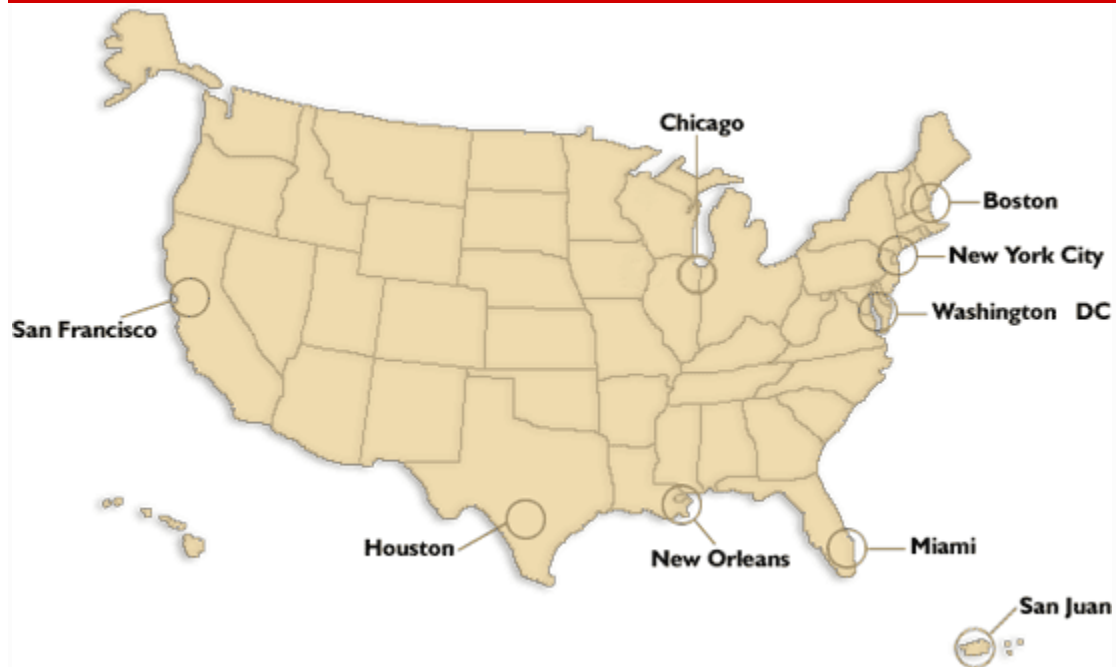 Chicago
Boston
New York City
Washington DC
San Francisco
Houston
New Orleans
Miami
San Juan